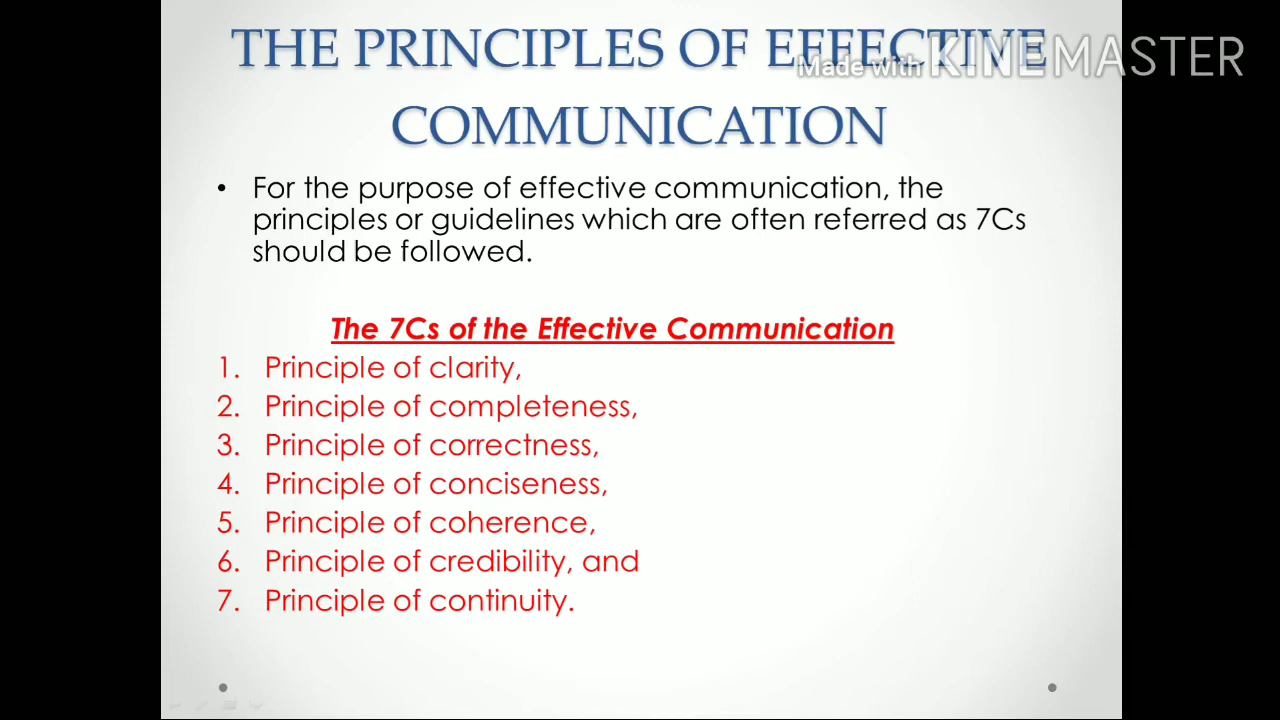 THE PRINCIPLES OF EFFECTIVE
Made with KINEMASTER
COMMUNICATION
• For the purpose of effective communication, the
principles or guidelines which are often referred as 7Cs
should be followed.
The 7Cs of the Effective Communication
1. Principle of clarity,
2. Principle of completeness,
3. Principle of correctness,
4. Principle of conciseness,
5. Principle of coherence,
6. Principle of credibility, and
7. Principle of continuity.